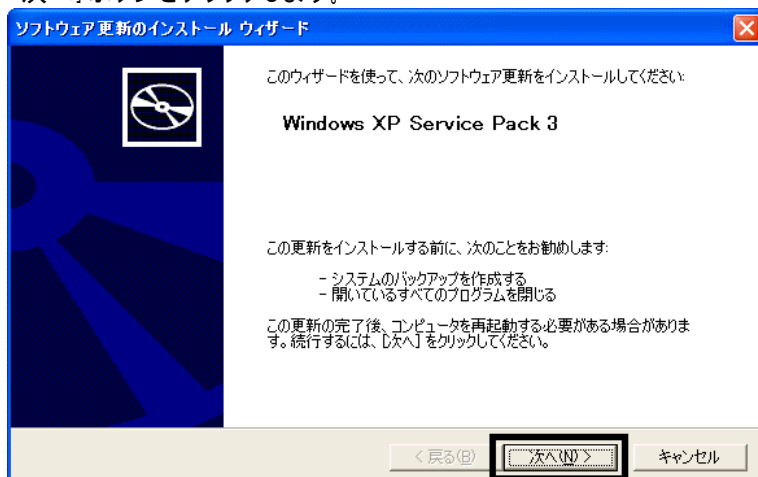 ソフトウェア更新のインストール ウィザード
このウィザードを使って、次のソフトウェア更新をインストールしてください:
Windows XP Service Pack 3
この更新をインストールする前に、次のことをお勧めします:
- システムのバックアップを作成する
- 開いているすべてのプログラムを閉じる
この更新の完了後、コンピュータを再起動する必要がある場合がありま
す。続行するには、[次へ] をクリックしてください。
< 戻る(B)
次へ(N) >
キャンセル